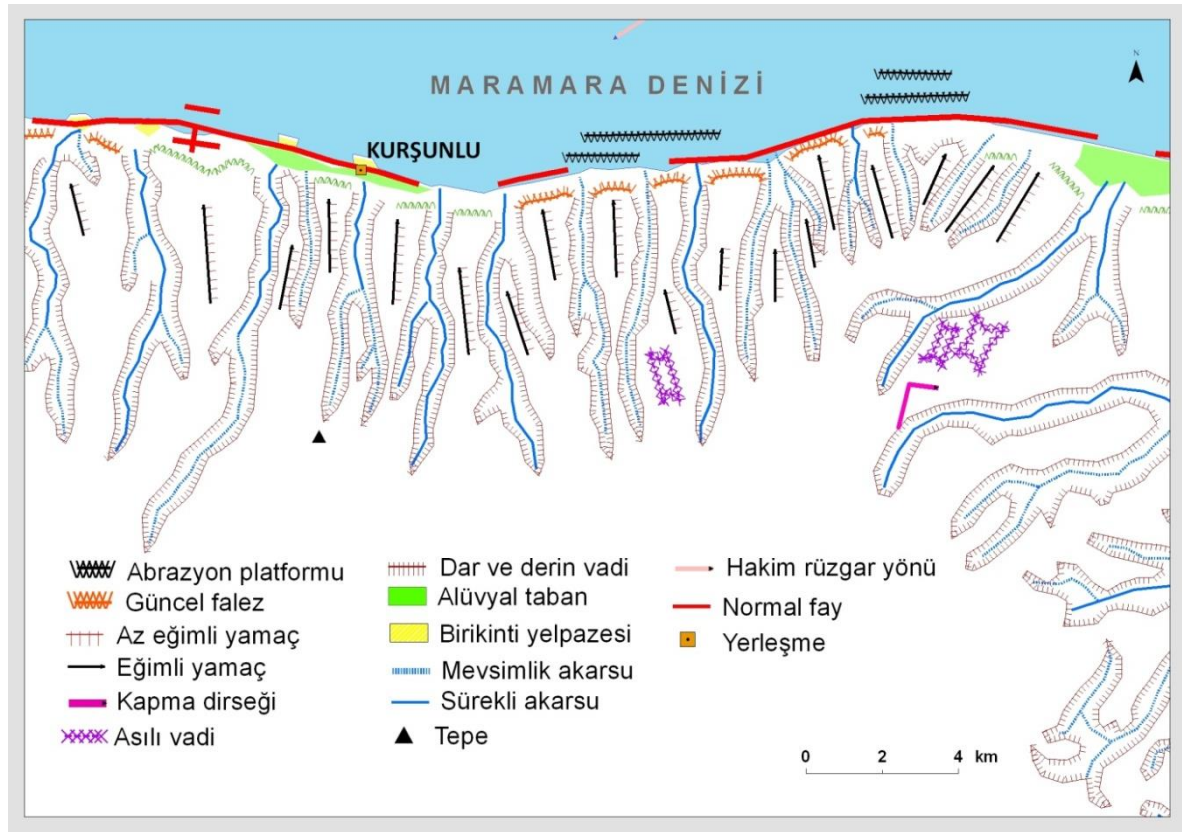 N
MARAMARA DENİZİ
KURŞUNLU
Abrazyon platformu
Güncel falez
Az eğimli yamaç
Eğimli yamaç
Kapma dirseği
Asılı vadi
Dar ve derin vadi
Alüvyal taban
Birikinti yelpazesi
Mevsimlik akarsu
Sürekli akarsu
Tepe
Hakim rüzgar yönü
Normal fay
Yerleşme
0 2 4 km